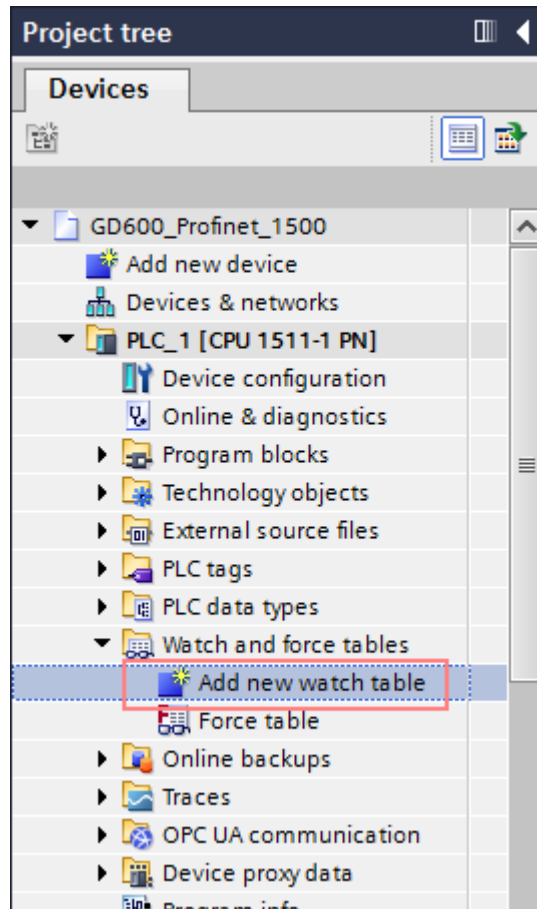 Project tree
Devices
GD600_Profinet_1500
Add new device
Devices & networks
PLC_1 [CPU 1511-1 PN]
Device configuration
Online & diagnostics
Program blocks
Technology objects
External source files
PLC tags
PLC data types
Watch and force tables
Add new watch table
Force table
Online backups
Traces
OPC UA communication
Device proxy data
Program info